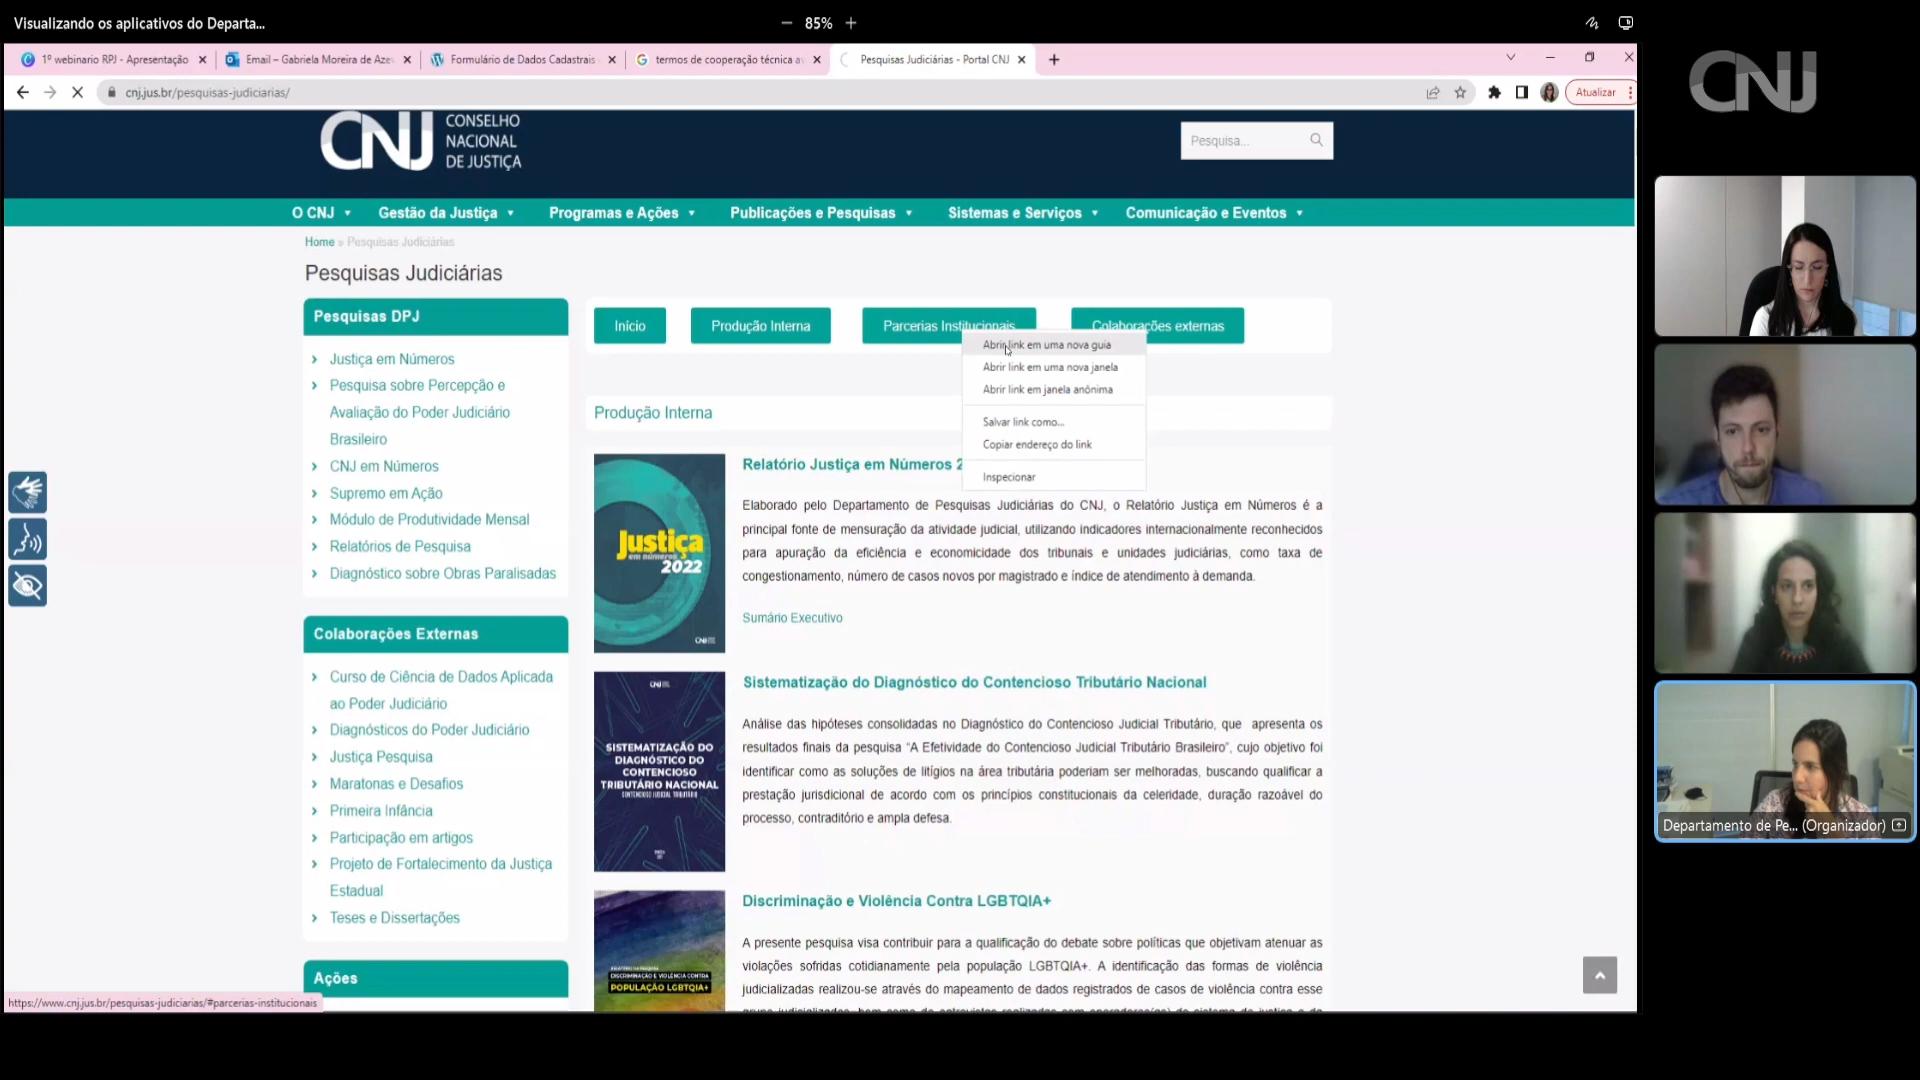 Visualizando os aplicativos do Departa...
85%
1º webinario RPJ - Apresentação
Email – Gabriela Moreira de Azev
Formulário de Dados Cadastrais
termos de cooperação técnica
Pesquisas Judiciárias - Portal CNJ
cnj.jus.br/pesquisas-judiciarias/
Atualizar
CNJ
CNJ
CONSELHO
NACIONAL
DE JUSTIÇA
Pesquisa...
O CNJ
Gestão da Justiça
Programas e Ações
Publicações e Pesquisas
Sistemas e Serviços
Comunicação e Eventos
Home » Pesquisas Judiciárias
Pesquisas Judiciárias
Pesquisas DPJ
Justiça em Números
Pesquisa sobre Percepção e
Avaliação do Poder Judiciário
Brasileiro
CNJ em Números
Supremo em Ação
Módulo de Produtividade Mensal
Relatórios de Pesquisa
Diagnóstico sobre Obras Paralisadas
Colaborações Externas
Curso de Ciência de Dados Aplicada
ao Poder Judiciário
Diagnósticos do Poder Judiciário
Justiça Pesquisa
Maratonas e Desafios
Primeira Infância
Participação em artigos
Projeto de Fortalecimento da Justiça
Estadual
Teses e Dissertações
Ações
Início
Produção Interna
Parcerias Institucionais
Colaborações externas
Abrir link em uma nova guia
Abrir link em uma nova janela
Abrir link em janela anônima
Salvar link como...
Copiar endereço do link
Inspecionar
Produção Interna
Justiça
em números
2022
CNJ
Relatório Justiça em Números 2
Elaborado pelo Departamento de Pesquisas Judiciárias do CNJ, o Relatório Justiça em Números é a
principal fonte de mensuração da atividade judicial, utilizando indicadores internacionalmente reconhecidos
para apuração da eficiência e economicidade dos tribunais e unidades judiciárias, como taxa de
congestionamento, número de casos novos por magistrado e índice de atendimento à demanda.
Sumário Executivo
CNJ
SISTEMATIZAÇÃO DO
DIAGNÓSTICO DO
CONTENCIOSO
TRIBUTÁRIO NACIONAL
CONTENCIOSO JUDICIAL TRIBUTÁRIO
Sistematização do Diagnóstico do Contencioso Tributário Nacional
Análise das hipóteses consolidadas no Diagnóstico do Contencioso Judicial Tributário, que apresenta os
resultados finais da pesquisa “A Efetividade do Contencioso Judicial Tributário Brasileiro”, cujo objetivo foi
identificar como as soluções de litígios na área tributária poderiam ser melhoradas, buscando qualificar a
prestação jurisdicional de acordo com os princípios constitucionais da celeridade, duração razoável do
processo, contraditório e ampla defesa.
DISCRIMINAÇÃO E VIOLÊNCIA CONTRA
POPULAÇÃO LGBTQIA+
Discriminação e Violência Contra LGBTQIA+
A presente pesquisa visa contribuir para a qualificação do debate sobre políticas que objetivam atenuar as
violações sofridas cotidianamente pela população LGBTQIA+. A identificação das formas de violência
judicializadas realizou-se através do mapeamento de dados registrados de casos de violência contra esse
https://www.cnj.jus.br/pesquisas-judiciarias/#parcerias-institucionais
Departamento de Pe... (Organizador)